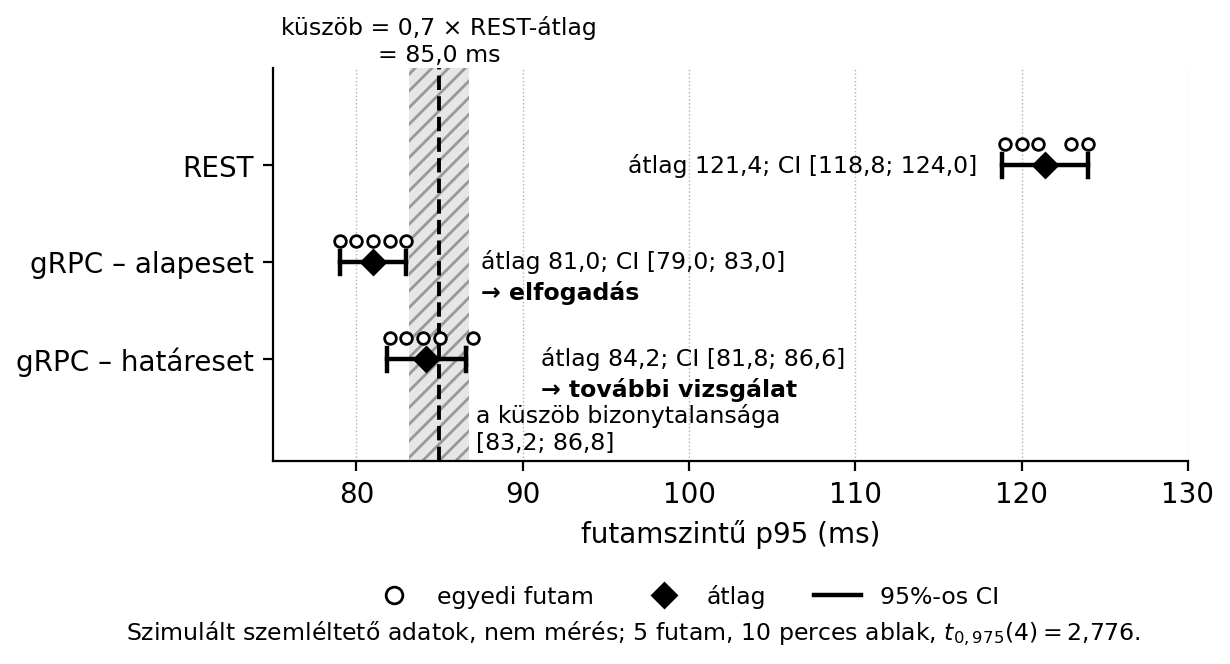 küszöb = 0,7 × REST-átlag
= 85,0 ms
REST
átlag 121,4; CI [118,8; 124,0]
gRPC – alapeset
átlag 81,0; CI [79,0; 83,0]
→ elfogadás
gRPC – határeset
átlag 84,2; CI [81,8; 86,6]
→ további vizsgálat
a küszöb bizonytalansága
[83,2; 86,8]
80 90 100 110 120 130
futamszintű p95 (ms)
egyedi futam átlag 95%-os CI
Szimulált szemléltető adatok, nem mérés; 5 futam, 10 perces ablak, t0,975(4) = 2,776.